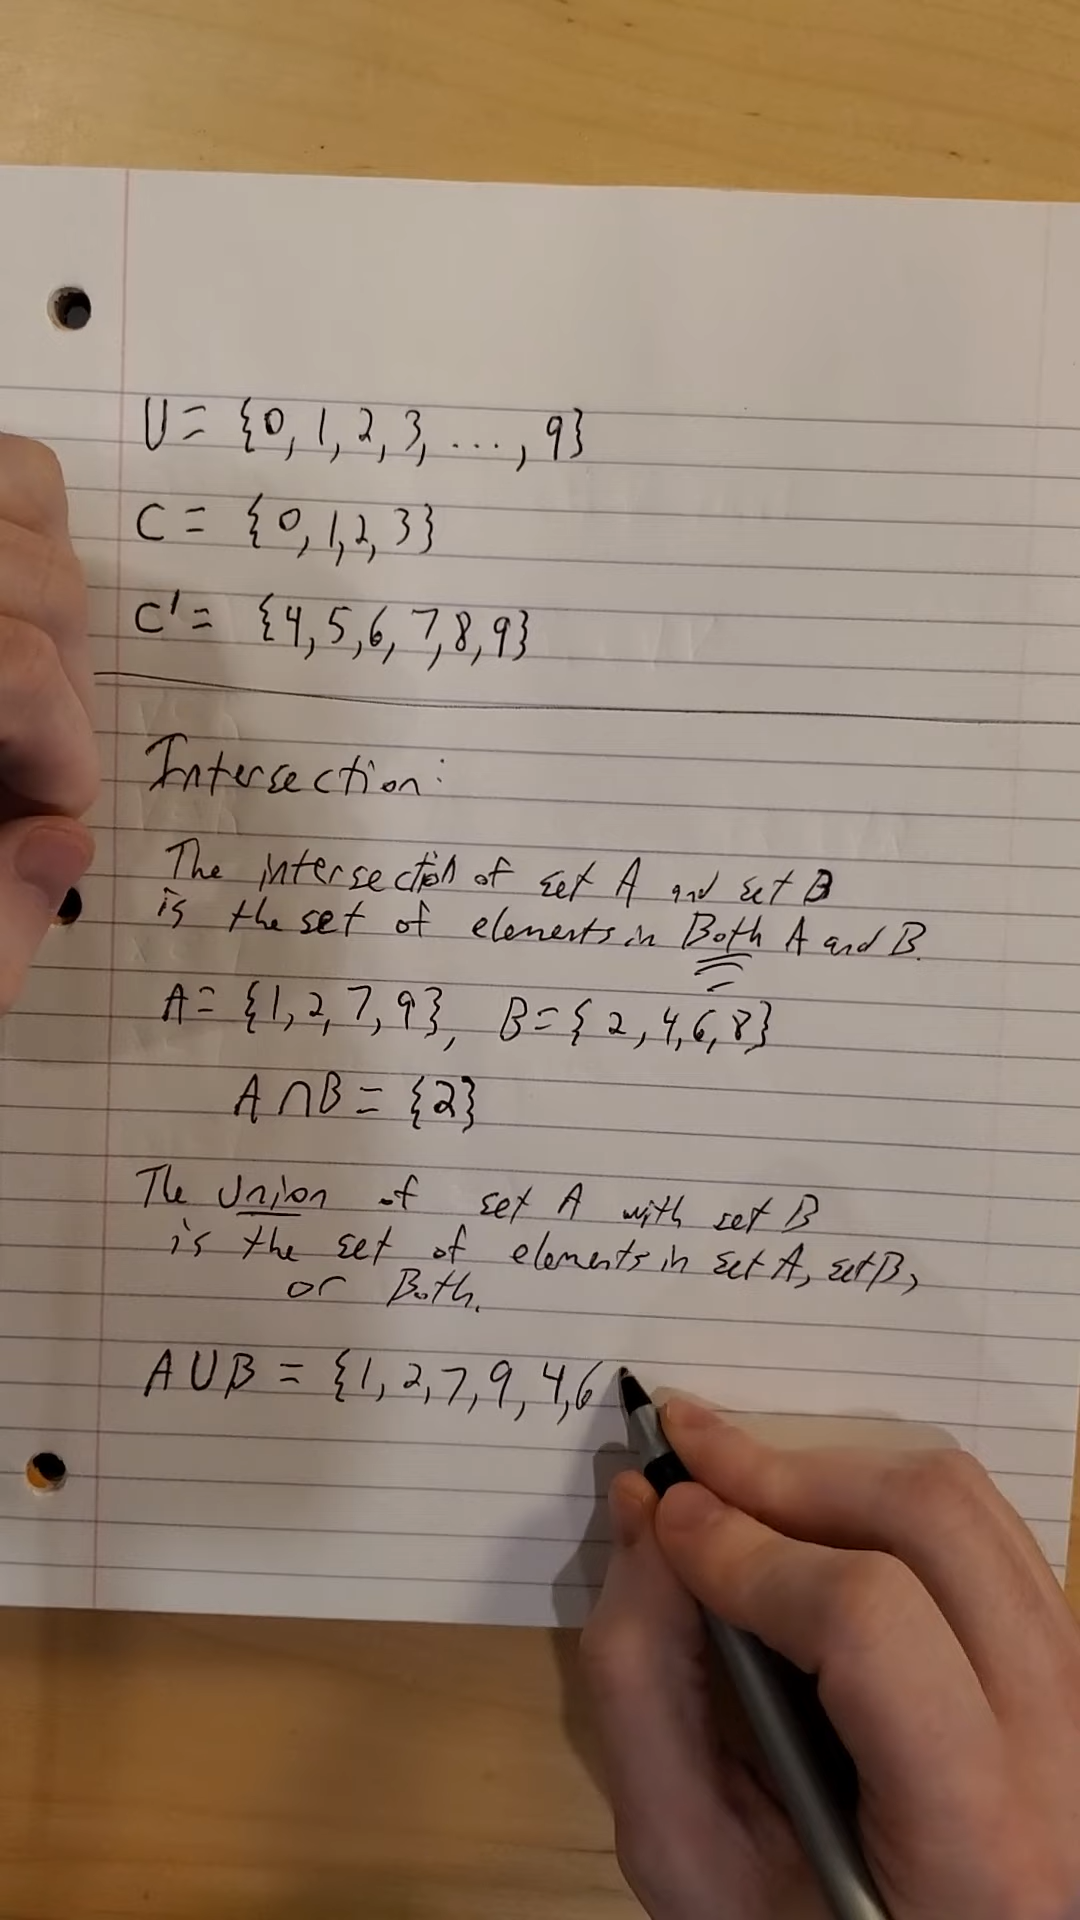 U = {0, 1, 2, 3, ..., 9}
C = {0, 1, 2, 3}
C' = {4, 5, 6, 7, 8, 9}
Intersection:
The intersection of set A and set B
is the set of elements in Both A and B.
A = {1, 2, 7, 9}, B = {2, 4, 6, 8}
A ∩ B = {2}
The Union of set A with set B
is the set of elements in set A, set B,
or Both.
A ∪ B = {1, 2, 7, 9, 4, 6